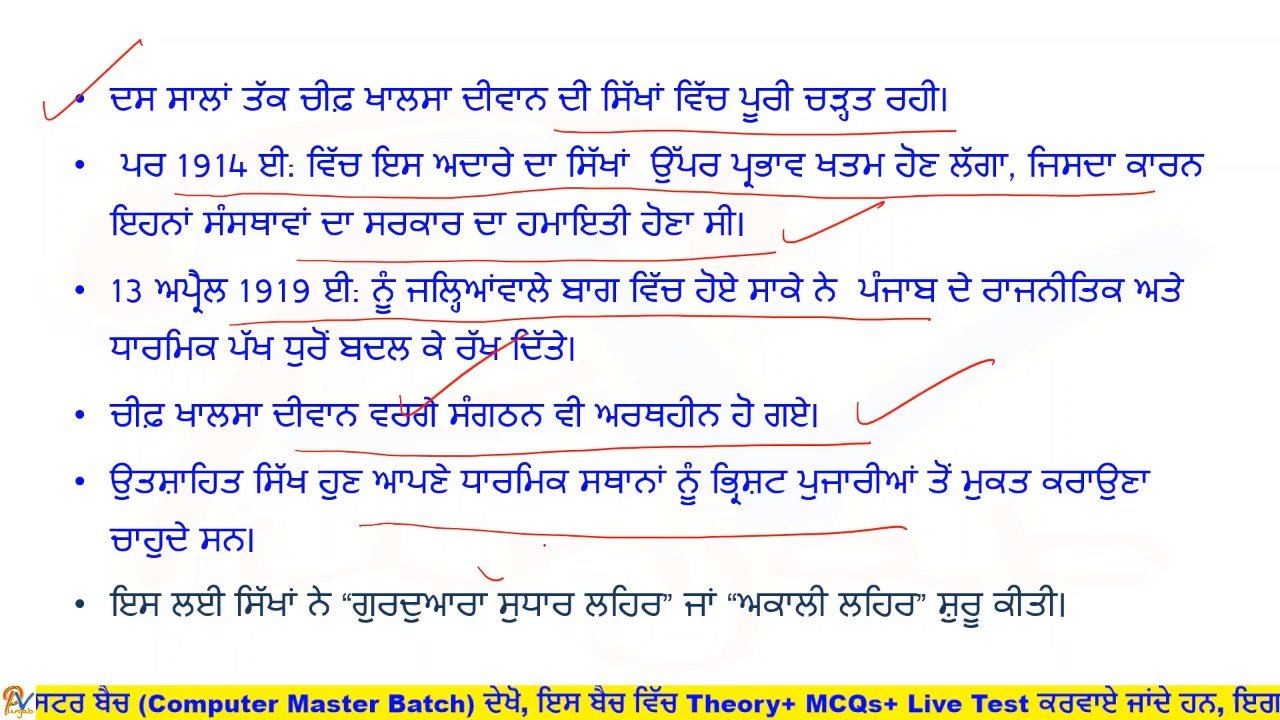 • ਦਸ ਸਾਲਾਂ ਤੱਕ ਚੀਫ਼ ਖਾਲਸਾ ਦੀਵਾਨ ਦੀ ਸਿੱਖਾਂ ਵਿੱਚ ਪੂਰੀ ਚੜ੍ਹਤ ਰਹੀ।
• ਪਰ 1914 ਈ: ਵਿੱਚ ਇਸ ਅਦਾਰੇ ਦਾ ਸਿੱਖਾਂ ਉੱਪਰ ਪ੍ਰਭਾਵ ਖਤਮ ਹੋਣ ਲੱਗਾ, ਜਿਸਦਾ ਕਾਰਨ
ਇਹਨਾਂ ਸੰਸਥਾਵਾਂ ਦਾ ਸਰਕਾਰ ਦਾ ਹਮਾਇਤੀ ਹੋਣਾ ਸੀ।
• 13 ਅਪ੍ਰੈਲ 1919 ਈ: ਨੂੰ ਜਲ੍ਹਿਆਂਵਾਲੇ ਬਾਗ ਵਿੱਚ ਹੋਏ ਸਾਕੇ ਨੇ ਪੰਜਾਬ ਦੇ ਰਾਜਨੀਤਿਕ ਅਤੇ
ਧਾਰਮਿਕ ਪੱਖ ਧੁਰੋਂ ਬਦਲ ਕੇ ਰੱਖ ਦਿੱਤੇ।
• ਚੀਫ਼ ਖਾਲਸਾ ਦੀਵਾਨ ਵਰਗੇ ਸੰਗਠਨ ਵੀ ਅਰਥਹੀਨ ਹੋ ਗਏ।
• ਉਤਸ਼ਾਹਿਤ ਸਿੱਖ ਹੁਣ ਆਪਣੇ ਧਾਰਮਿਕ ਸਥਾਨਾਂ ਨੂੰ ਭ੍ਰਿਸ਼ਟ ਪੁਜਾਰੀਆਂ ਤੋਂ ਮੁਕਤ ਕਰਾਉਣਾ
ਚਾਹੁਦੇ ਸਨ।
• ਇਸ ਲਈ ਸਿੱਖਾਂ ਨੇ “ਗੁਰਦੁਆਰਾ ਸੁਧਾਰ ਲਹਿਰ” ਜਾਂ “ਅਕਾਲੀ ਲਹਿਰ” ਸ਼ੁਰੂ ਕੀਤੀ।
ਸਟਰ ਬੈਚ (Computer Master Batch) ਦੇਖੋ, ਇਸ ਬੈਚ ਵਿੱਚ Theory+ MCQs+ Live Test ਕਰਵਾਏ ਜਾਂਦੇ ਹਨ, ਇਗ